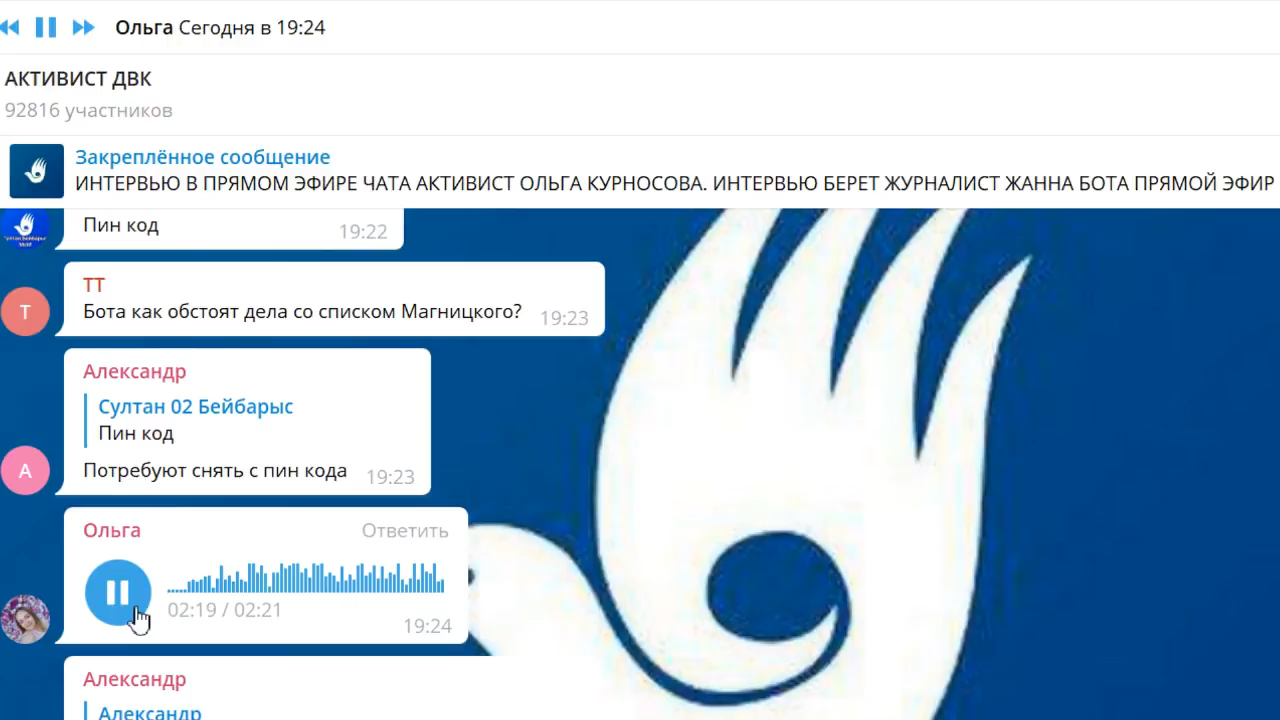 Ольга Сегодня в 19:24
АКТИВИСТ ДВК
92816 участников
Закреплённое сообщение
ИНТЕРВЬЮ В ПРЯМОМ ЭФИРЕ ЧАТА АКТИВИСТ ОЛЬГА КУРНОСОВА. ИНТЕРВЬЮ БЕРЕТ ЖУРНАЛИСТ ЖАННА БОТА ПРЯМОЙ ЭФИР
Пин код
19:22
ТТ
Бота как обстоят дела со списком Магницкого?
19:23
Т
Александр
Султан 02 Бейбарыс
Пин код
Потребуют снять с пин кода
19:23
А
Ольга
Ответить
02:19 / 02:21
19:24
Александр
Александр